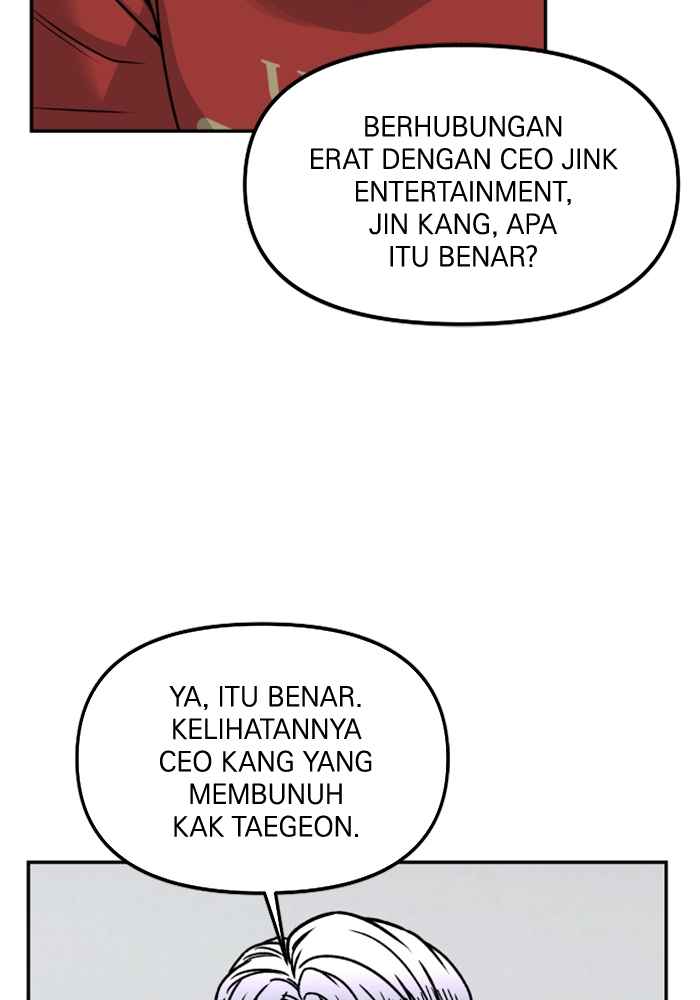 BERHUBUNGAN
ERAT DENGAN CEO JINK
ENTERTAINMENT,
JIN KANG, APA
ITU BENAR?
YA, ITU BENAR.
KELIHATANNYA
CEO KANG YANG
MEMBUNUH
KAK TAEGEON.